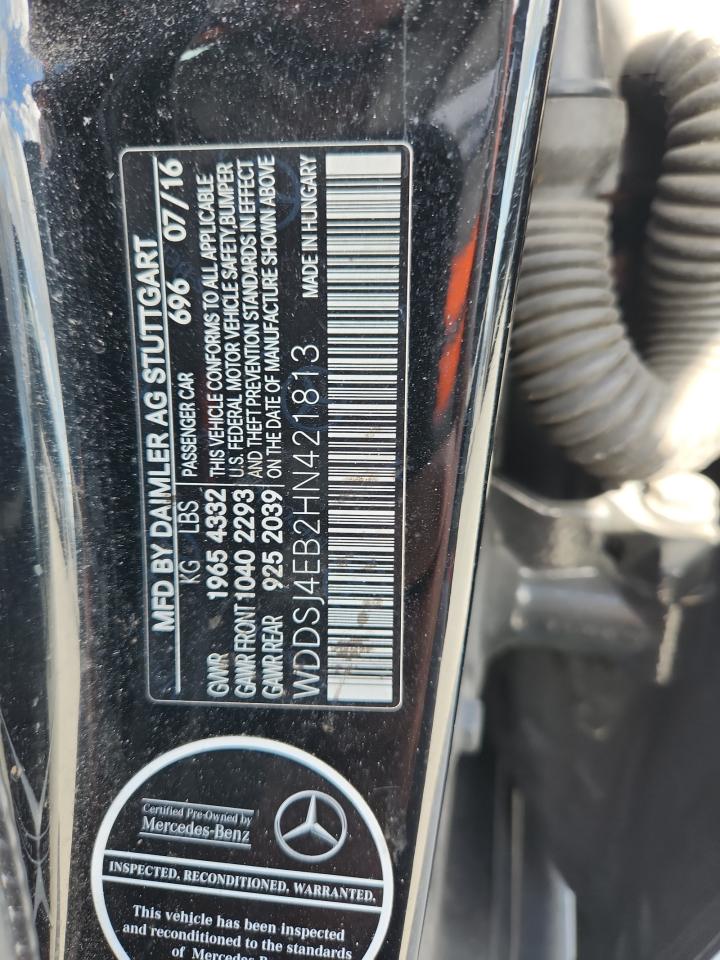 MFD BY DAIMLER AG STUTTGART
KG LBS PASSENGER CAR 696 07/16
GVWR 1965 4332 THIS VEHICLE CONFORMS TO ALL APPLICABLE
GAWR FRONT 1040 2293 U.S. FEDERAL MOTOR VEHICLE SAFETY, BUMPER
AND THEFT PREVENTION STANDARDS IN EFFECT
GAWR REAR 925 2039 ON THE DATE OF MANUFACTURE SHOWN ABOVE
WDDSJ4EB2HN421813 MADE IN HUNGARY
Certified Pre-Owned by
Mercedes-Benz
INSPECTED. RECONDITIONED. WARRANTED.
This vehicle has been inspected
and reconditioned to the standards
of Mercedes